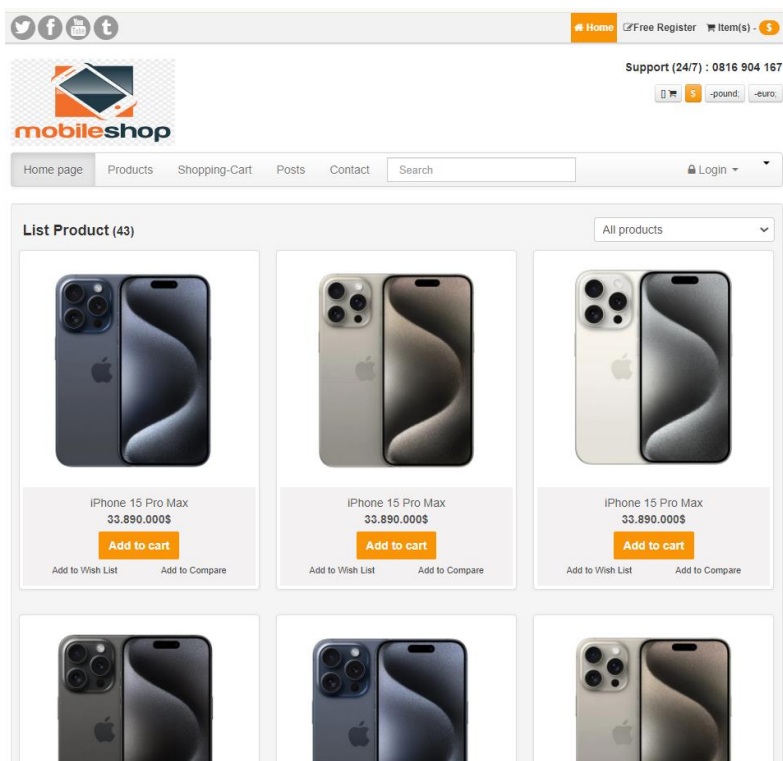 You Tube
Home Free Register Item(s) - $
Support (24/7) : 0816 904 167
[] $ -pound; -euro;
mobileshop
Home page Products Shopping-Cart Posts Contact Search Login
List Product (43) All products
iPhone 15 Pro Max iPhone 15 Pro Max iPhone 15 Pro Max
33.890.000$ 33.890.000$ 33.890.000$
Add to cart Add to cart Add to cart
Add to Wish List Add to Compare Add to Wish List Add to Compare Add to Wish List Add to Compare